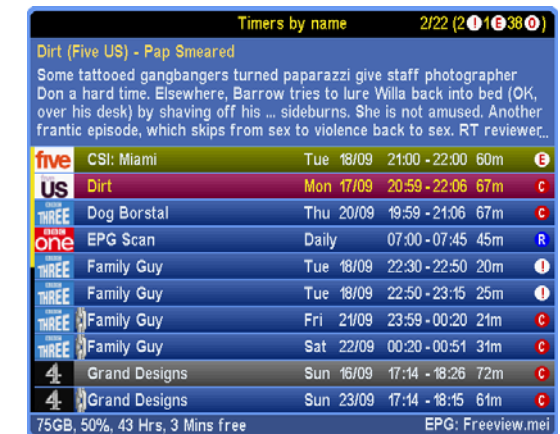 Timers by name 2/22 (2!1E38O)
Dirt (Five US) - Pap Smeared
Some tattooed gangbangers turned paparazzi give staff photographer
Don a hard time. Elsewhere, Barrow tries to lure Willa back into bed (OK,
over his desk) by shaving off his ... sideburns. She is not amused. Another
frantic episode, which skips from sex to violence back to sex. RT reviewer...
five CSI: Miami Tue 18/09 21:00 - 22:00 60m E
US Dirt Mon 17/09 20:59 - 22:06 67m C
BBC THREE Dog Borstal Thu 20/09 19:59 - 21:06 67m C
BBC one EPG Scan Daily 07:00 - 07:45 45m R
BBC THREE Family Guy Tue 18/09 22:30 - 22:50 20m !
BBC THREE Family Guy Tue 18/09 22:50 - 23:15 25m !
BBC THREE Family Guy Fri 21/09 23:59 - 00:20 21m C
BBC THREE Family Guy Sat 22/09 00:20 - 00:51 31m C
4 Grand Designs Sun 16/09 17:14 - 18:26 72m C
4 Grand Designs Sun 23/09 17:14 - 18:15 61m C
75GB, 50%, 43 Hrs, 3 Mins free EPG: Freeview.mei